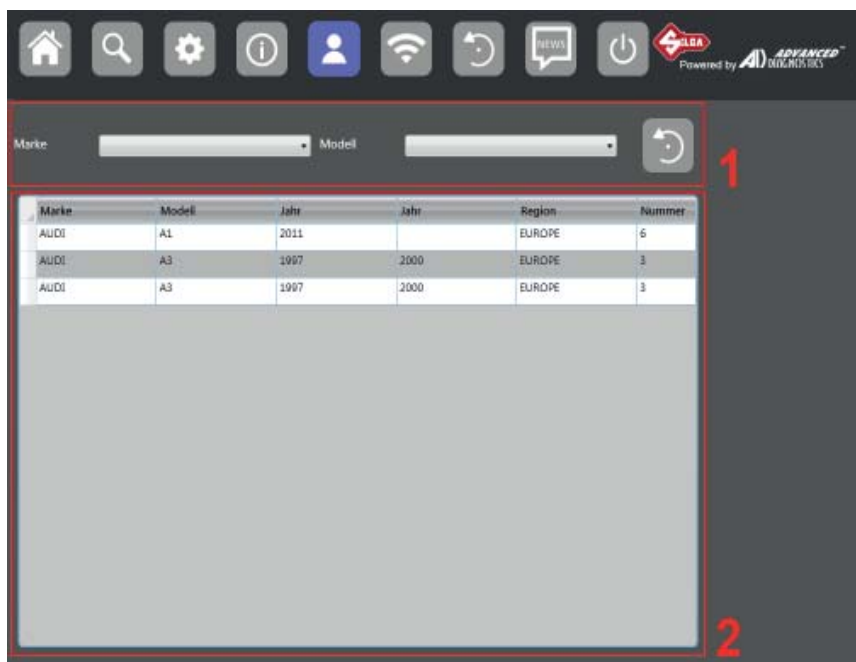 NEWS
SILCA
Powered by AD ADVANCED DIAGNOSTICS
Marke Modell
1
Marke Modell Jahr Jahr Region Nummer
AUDI A1 2011 EUROPE 6
AUDI A3 1997 2000 EUROPE 3
AUDI A3 1997 2000 EUROPE 3
2